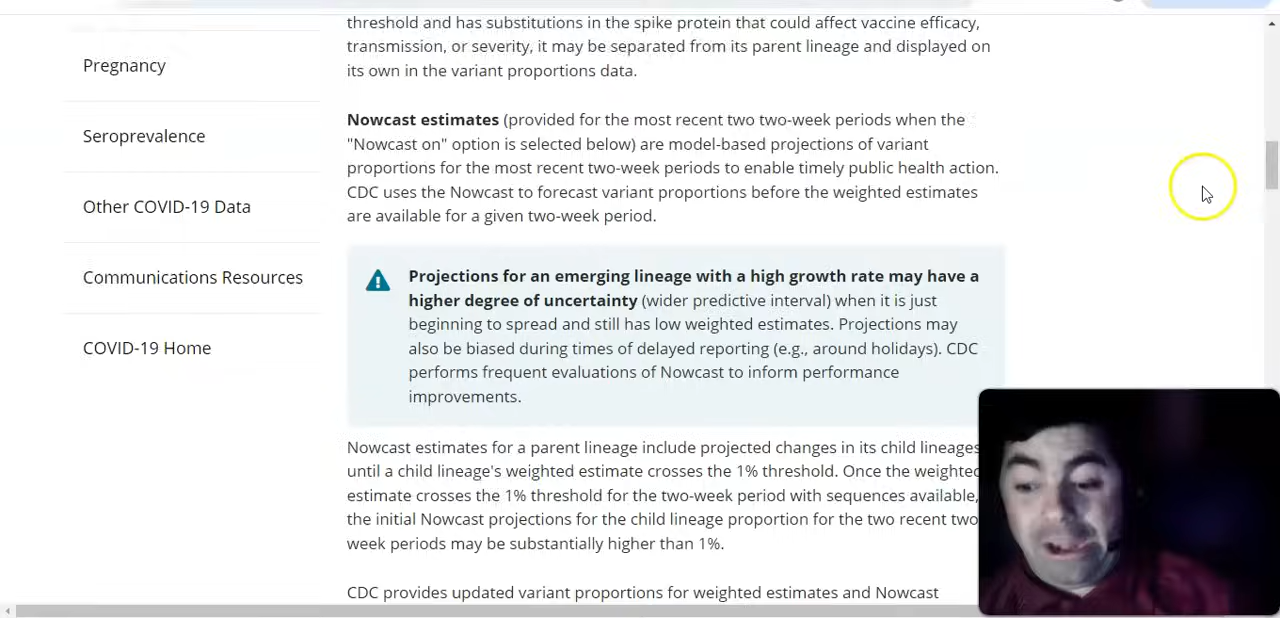 Pregnancy
Seroprevalence
Other COVID-19 Data
Communications Resources
COVID-19 Home
threshold and has substitutions in the spike protein that could affect vaccine efficacy,
transmission, or severity, it may be separated from its parent lineage and displayed on
its own in the variant proportions data.
Nowcast estimates (provided for the most recent two two-week periods when the
"Nowcast on" option is selected below) are model-based projections of variant
proportions for the most recent two-week periods to enable timely public health action.
CDC uses the Nowcast to forecast variant proportions before the weighted estimates
are available for a given two-week period.
Projections for an emerging lineage with a high growth rate may have a
higher degree of uncertainty (wider predictive interval) when it is just
beginning to spread and still has low weighted estimates. Projections may
also be biased during times of delayed reporting (e.g., around holidays). CDC
performs frequent evaluations of Nowcast to inform performance
improvements.
Nowcast estimates for a parent lineage include projected changes in its child lineages
until a child lineage's weighted estimate crosses the 1% threshold. Once the weighted
estimate crosses the 1% threshold for the two-week period with sequences available,
the initial Nowcast projections for the child lineage proportion for the two recent two
week periods may be substantially higher than 1%.
CDC provides updated variant proportions for weighted estimates and Nowcast